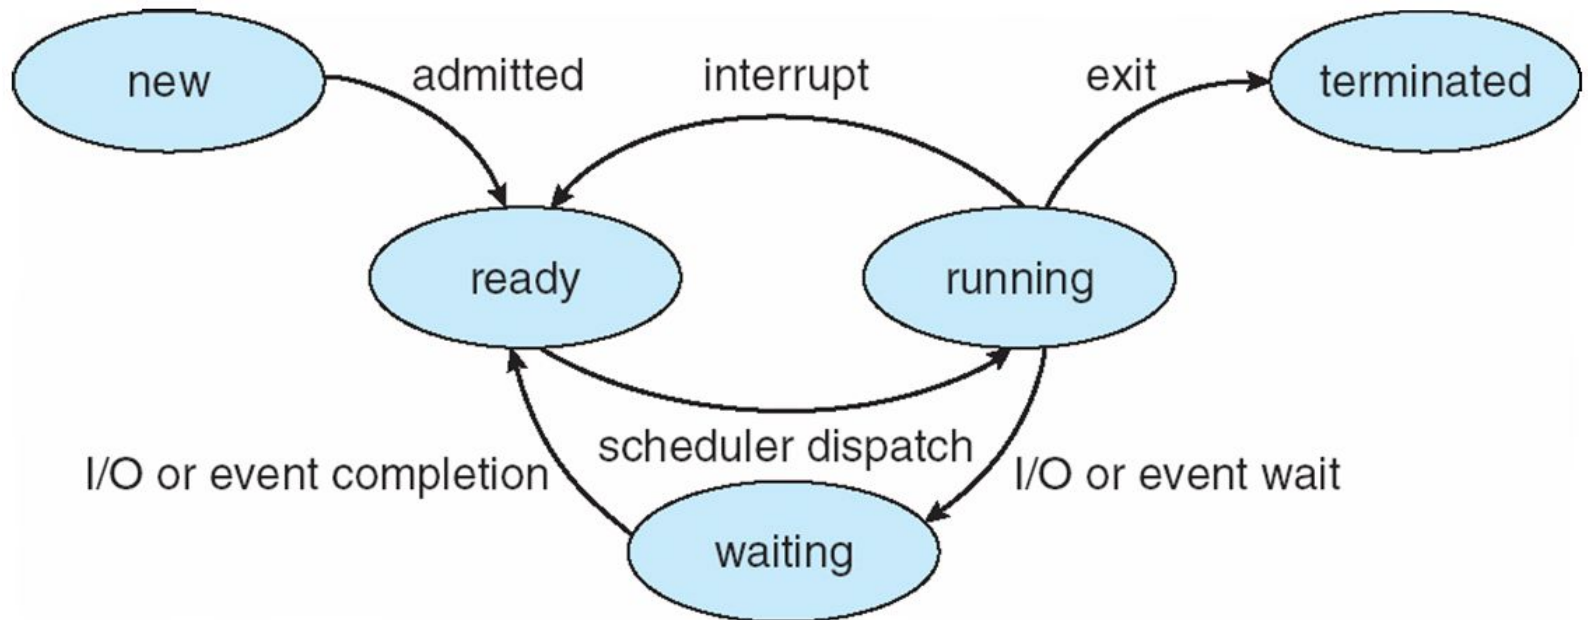 new
admitted
interrupt
exit
terminated
ready
running
scheduler dispatch
I/O or event completion
I/O or event wait
waiting